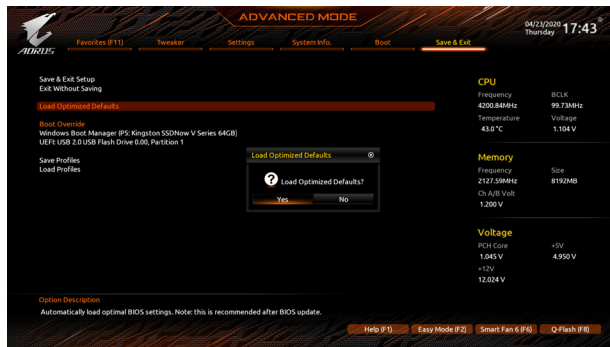 ADVANCED MODE
AORUS
04/23/2020
Thursday
17:43
Favorites (F11) Tweaker Settings System Info. Boot Save & Exit
Save & Exit Setup
Exit Without Saving
Load Optimized Defaults
Boot Override
Windows Boot Manager (P5: Kingston SSDNow V Series 64GB)
UEFI: USB 2.0 USB Flash Drive 0.00, Partition 1
Save Profiles
Load Profiles
Load Optimized Defaults
Load Optimized Defaults?
Yes No
CPU
Frequency BCLK
4200.84MHz 99.73MHz
Temperature Voltage
43.0 °C 1.104 V
Memory
Frequency Size
2127.59MHz 8192MB
Ch A/B Volt
1.200 V
Voltage
PCH Core +5V
1.045 V 4.950 V
+12V
12.024 V
Option Description
Automatically load optimal BIOS settings. Note: this is recommended after BIOS update.
Help (F1) Easy Mode (F2) Smart Fan 6 (F6) Q-Flash (F8)